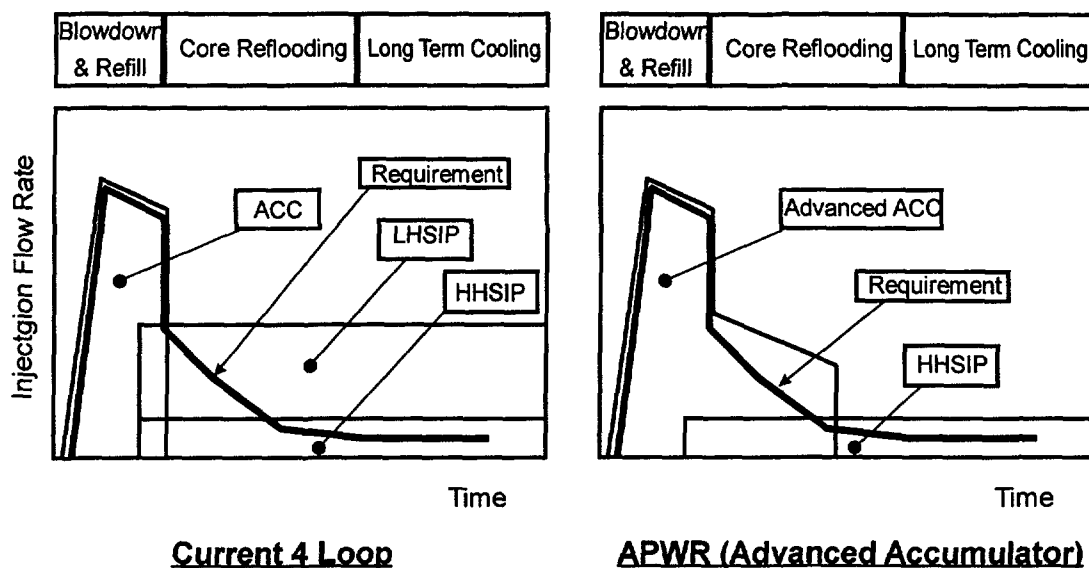 Blowdown
& Refill
Core Reflooding
Long Term Cooling
Injectgion Flow Rate
Requirement
ACC
LHSIP
HHSIP
Time
Current 4 Loop
Blowdown
& Refill
Core Reflooding
Long Term Cooling
Advanced ACC
Requirement
HHSIP
Time
APWR (Advanced Accumulator)